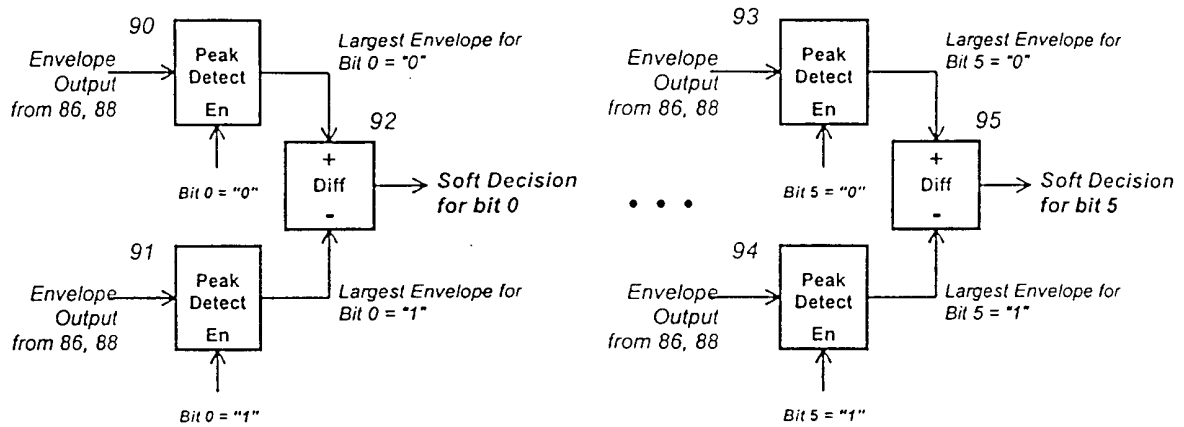 90
Envelope
Output
from 86, 88
Peak
Detect
En
Bit 0 = "0"
Largest Envelope for
Bit 0 = "0"
92
+
Diff
-
Soft Decision
for bit 0
91
Envelope
Output
from 86, 88
Peak
Detect
En
Bit 0 = "1"
Largest Envelope for
Bit 0 = "1"
• • •
93
Envelope
Output
from 86, 88
Peak
Detect
En
Bit 5 = "0"
Largest Envelope for
Bit 5 = "0"
95
+
Diff
-
Soft Decision
for bit 5
94
Envelope
Output
from 86, 88
Peak
Detect
En
Bit 5 = "1"
Largest Envelope for
Bit 5 = "1"